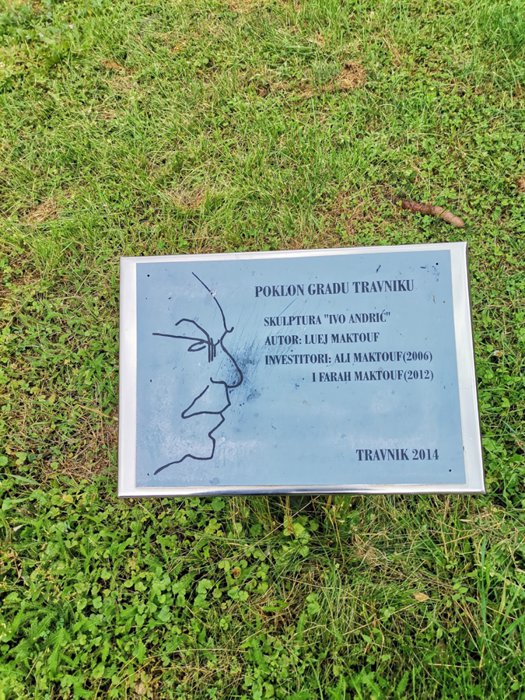 POKLON GRADU TRAVNIKU
SKULPTURA "IVO ANDRIĆ"
AUTOR: LUEJ MAKTOUF
INVESTITORI: ALI MAKTOUF(2006)
I FARAH MAKTOUF(2012)
TRAVNIK 2014